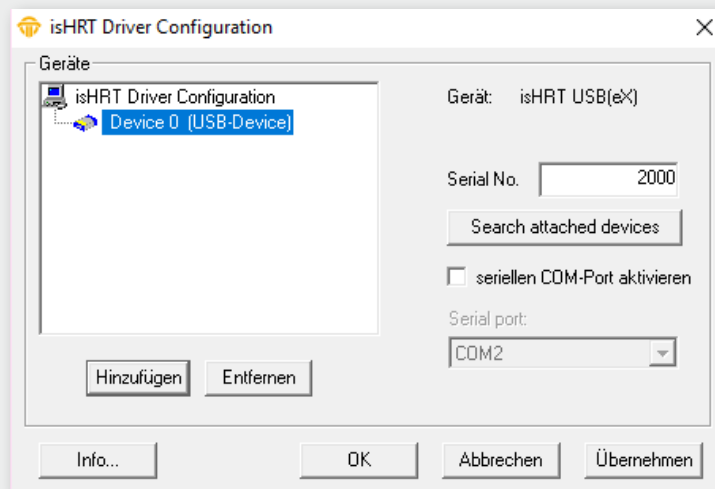 isHRT Driver Configuration
Geräte
isHRT Driver Configuration
Device 0 (USB-Device)
Gerät: isHRT USB(eX)
Serial No. 2000
Search attached devices
seriellen COM-Port aktivieren
Serial port:
COM2
Hinzufügen Entfernen
Info... OK Abbrechen Übernehmen